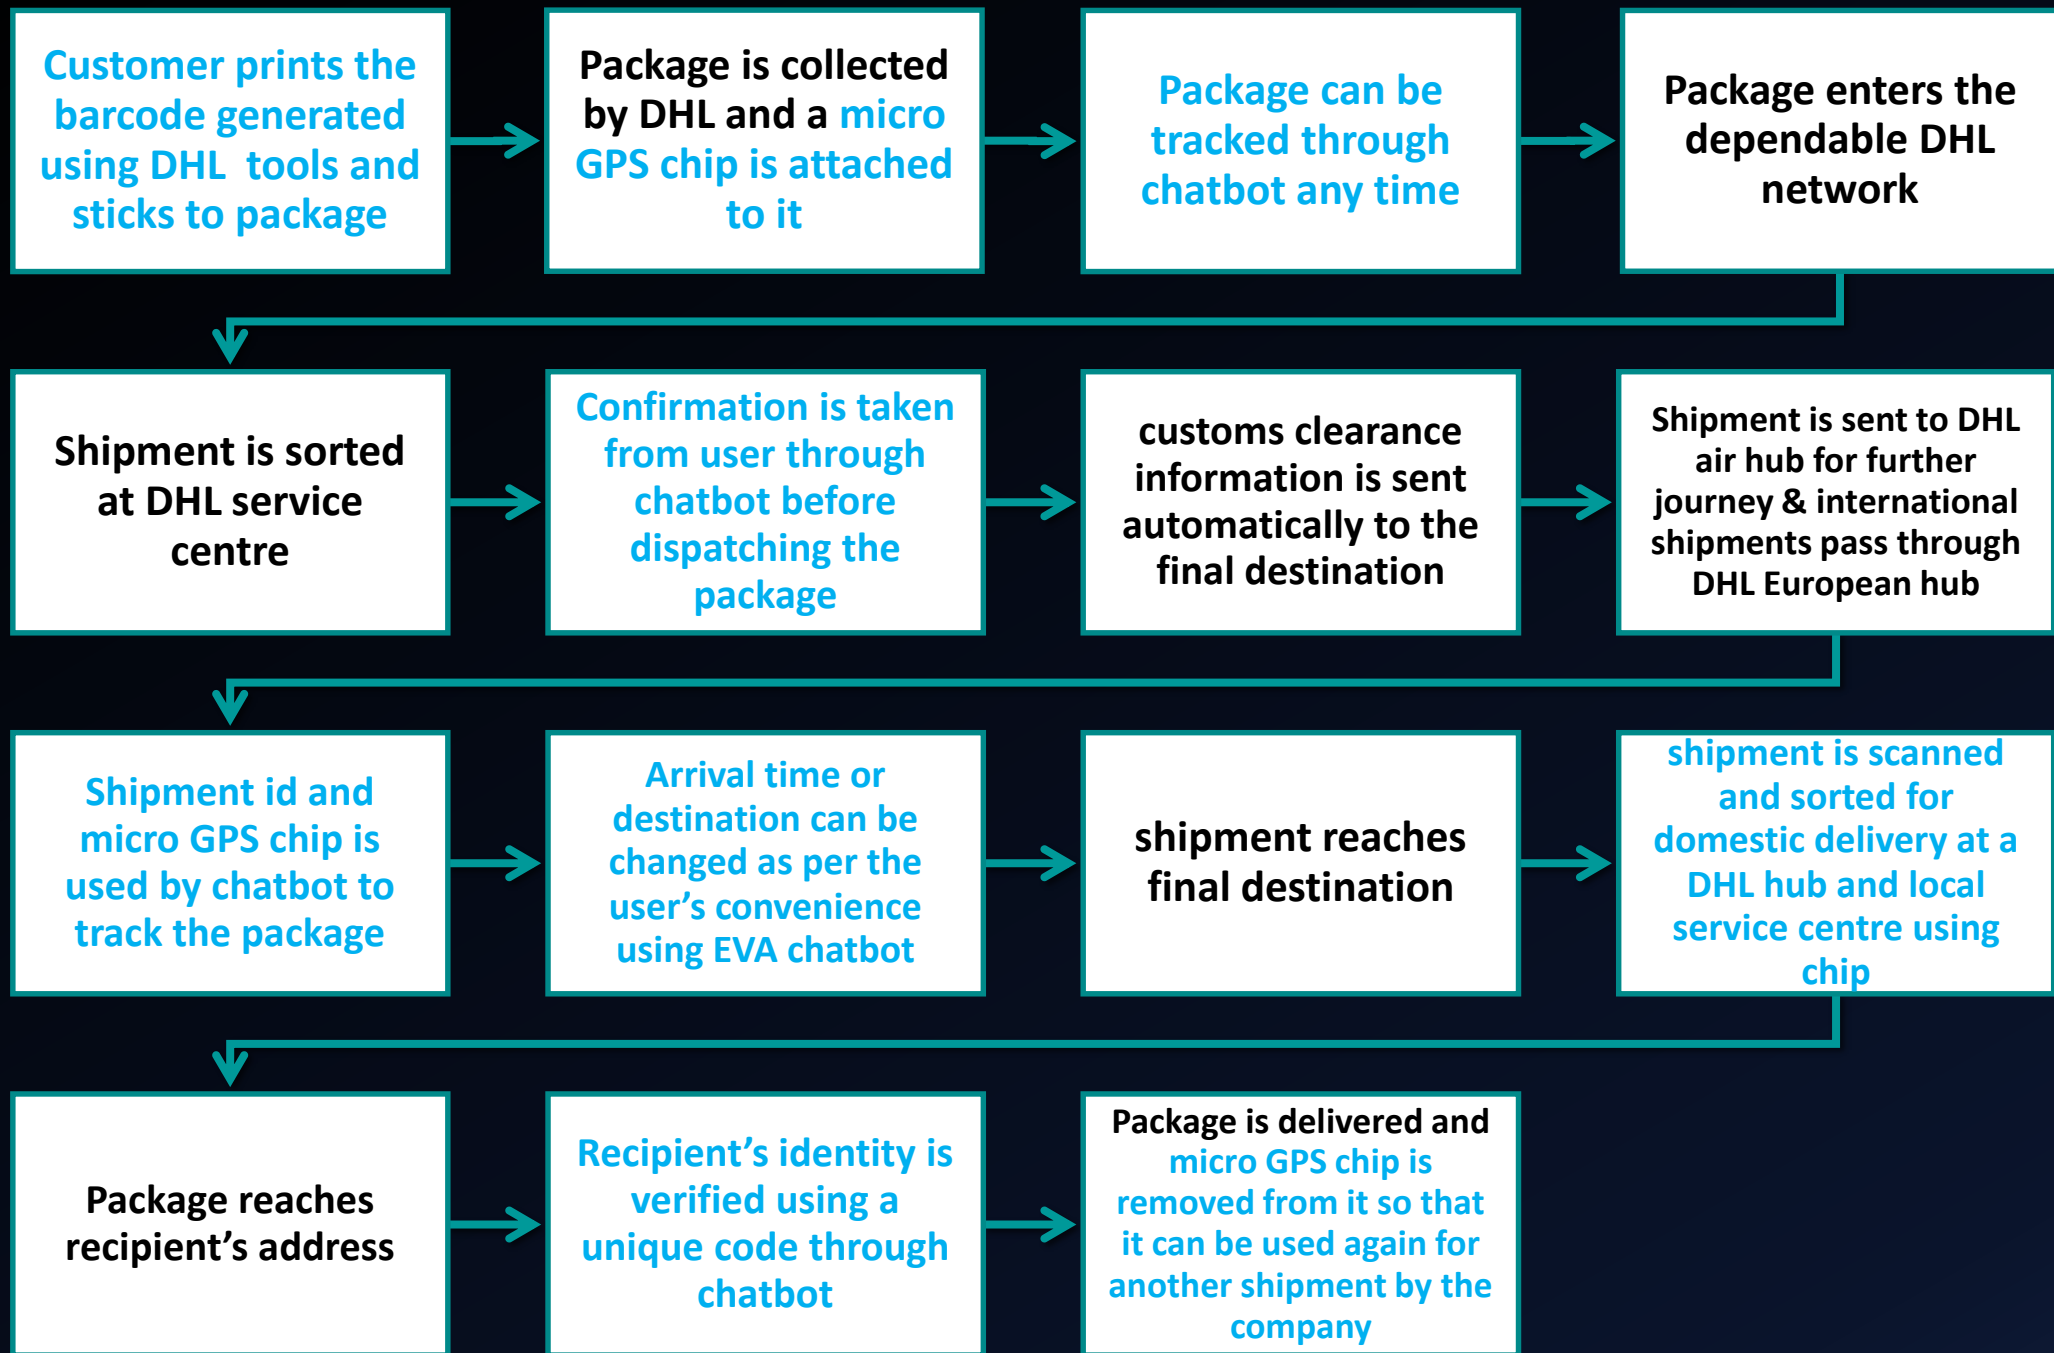 Customer prints the
barcode generated
using DHL  tools and
sticks to package
Package is collected
by DHL and a micro
GPS chip is attached
to it
Package can be
tracked through
chatbot any time
Package enters the
dependable DHL
network
Shipment is sorted
at DHL service
centre
Confirmation is taken
from user through
chatbot before
dispatching the
package
customs clearance
information is sent
automatically to the
final destination
Shipment is sent to DHL
air hub for further
journey & international
shipments pass through
DHL European hub
Shipment id and
micro GPS chip is
used by chatbot to
track the package
Arrival time or
destination can be
changed as per the
user’s convenience
using EVA chatbot
shipment reaches
final destination
shipment is scanned
and sorted for
domestic delivery at a
DHL hub and local
service centre using
chip
Package reaches
recipient’s address
Recipient’s identity is
verified using a
unique code through
chatbot
Package is delivered and
micro GPS chip is
removed from it so that
it can be used again for
another shipment by the
company